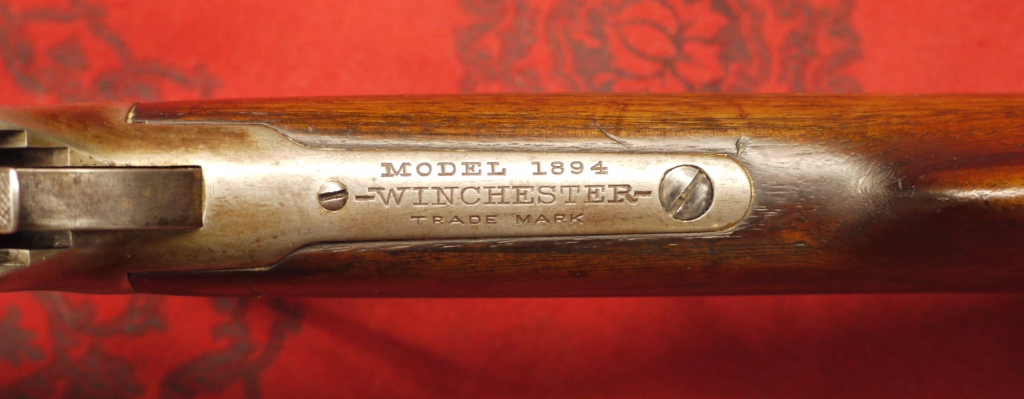 MODEL 1894
-WINCHESTER-
TRADE MARK